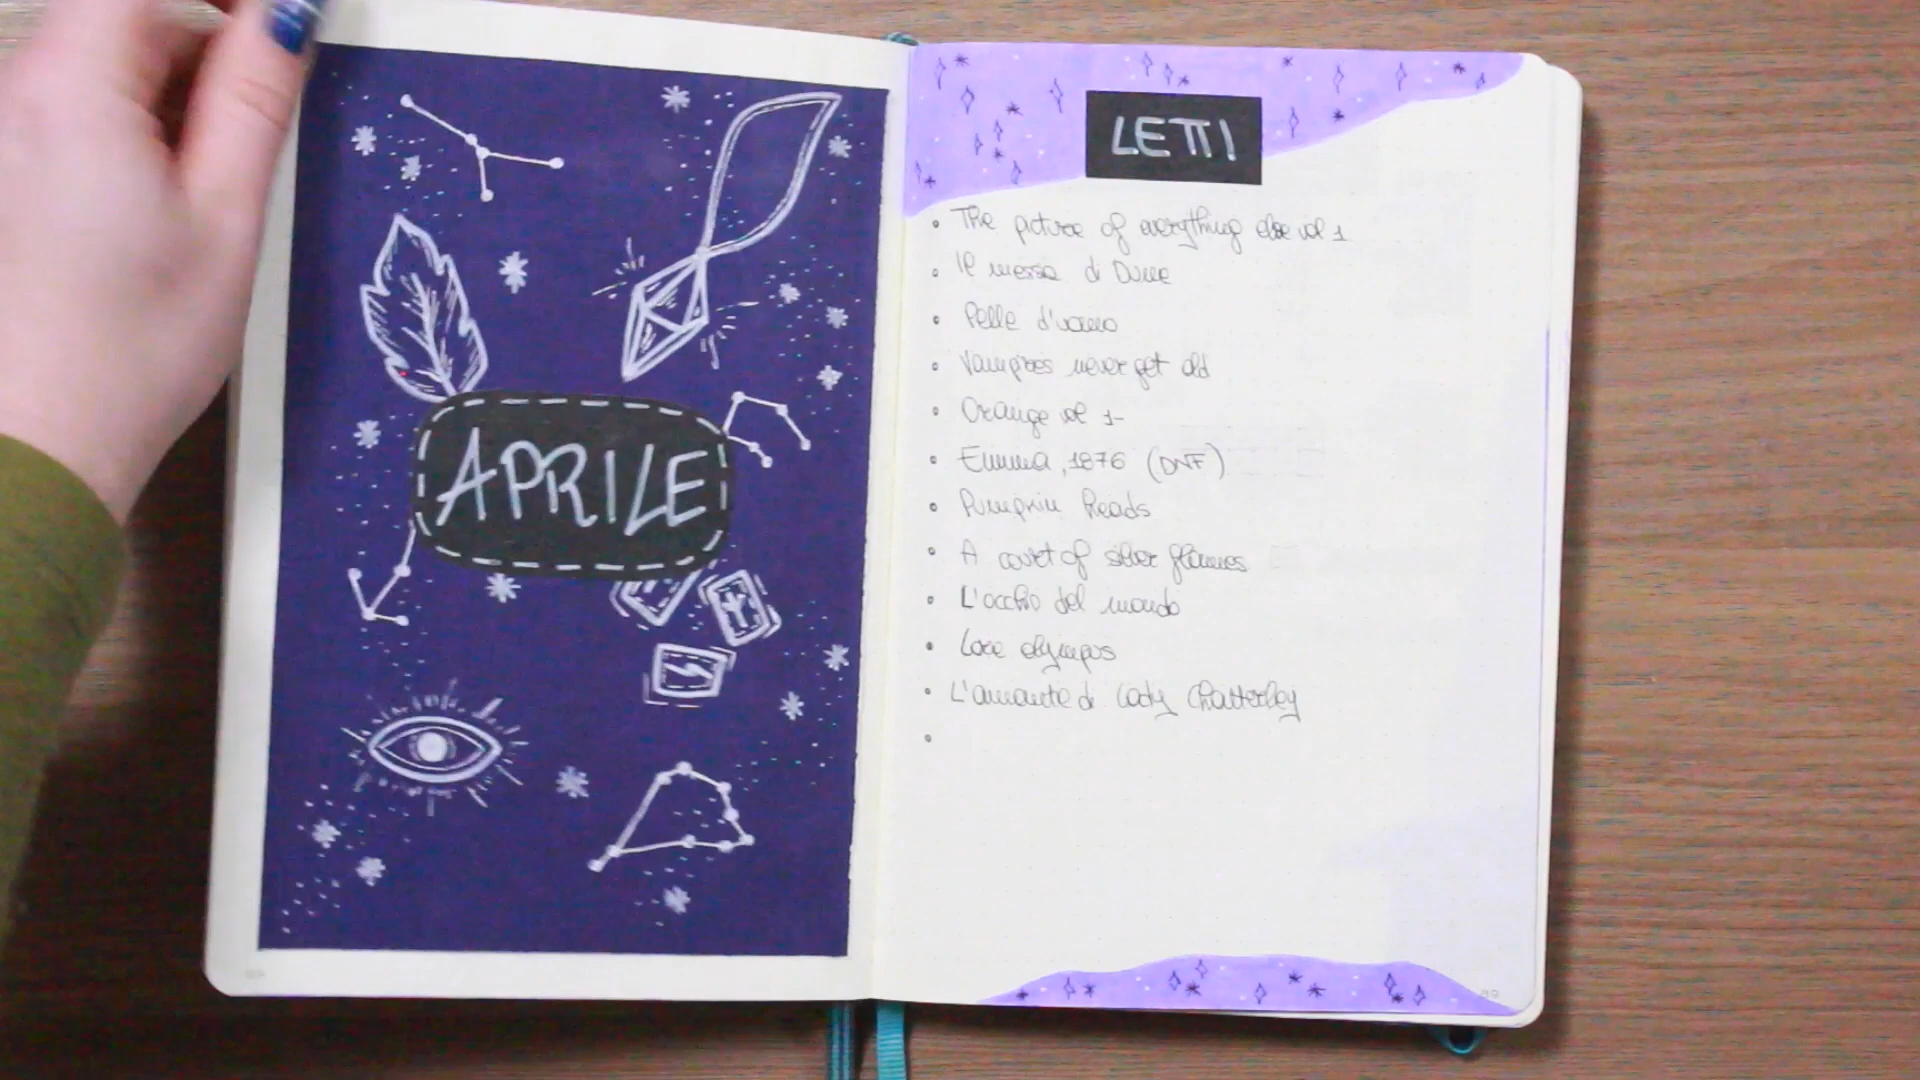 APRILE
LETTI
The picture of everything else vol 1
Il messia di Dune
Pelle d'uomo
Vampires never get old
Orange vol 1-
Emma, 1876 (DNF)
Pumpkin Heads
A court of silver flames
L'occhio del mondo
Lore olympus
L'amante di Lady Chatterley